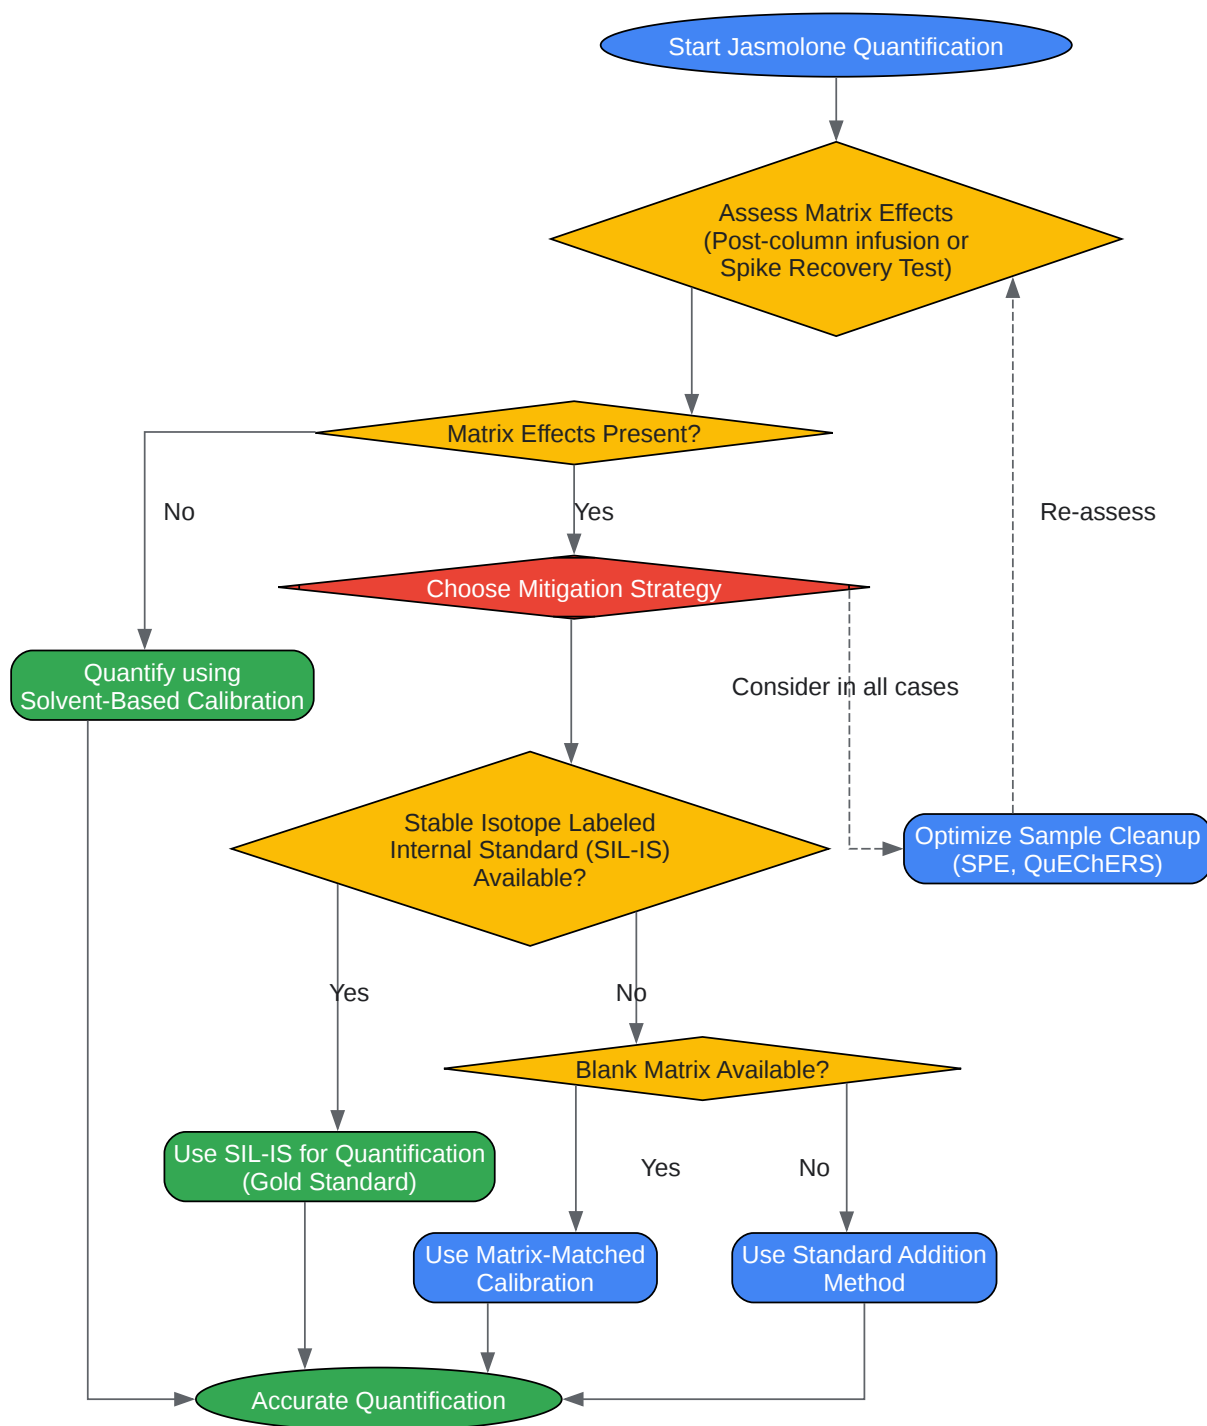 Start Jasmolone Quantification
Assess Matrix Effects
(Post-column infusion or
Spike Recovery Test)
Matrix Effects Present?
No
Yes
Re-assess
Choose Mitigation Strategy
Quantify using
Solvent-Based Calibration
Consider in all cases
Stable Isotope Labeled
Internal Standard (SIL-IS)
Available?
Optimize Sample Cleanup
(SPE, QuEChERS)
Yes
No
Blank Matrix Available?
Use SIL-IS for Quantification
(Gold Standard)
Yes
No
Use Matrix-Matched
Calibration
Use Standard Addition
Method
Accurate Quantification